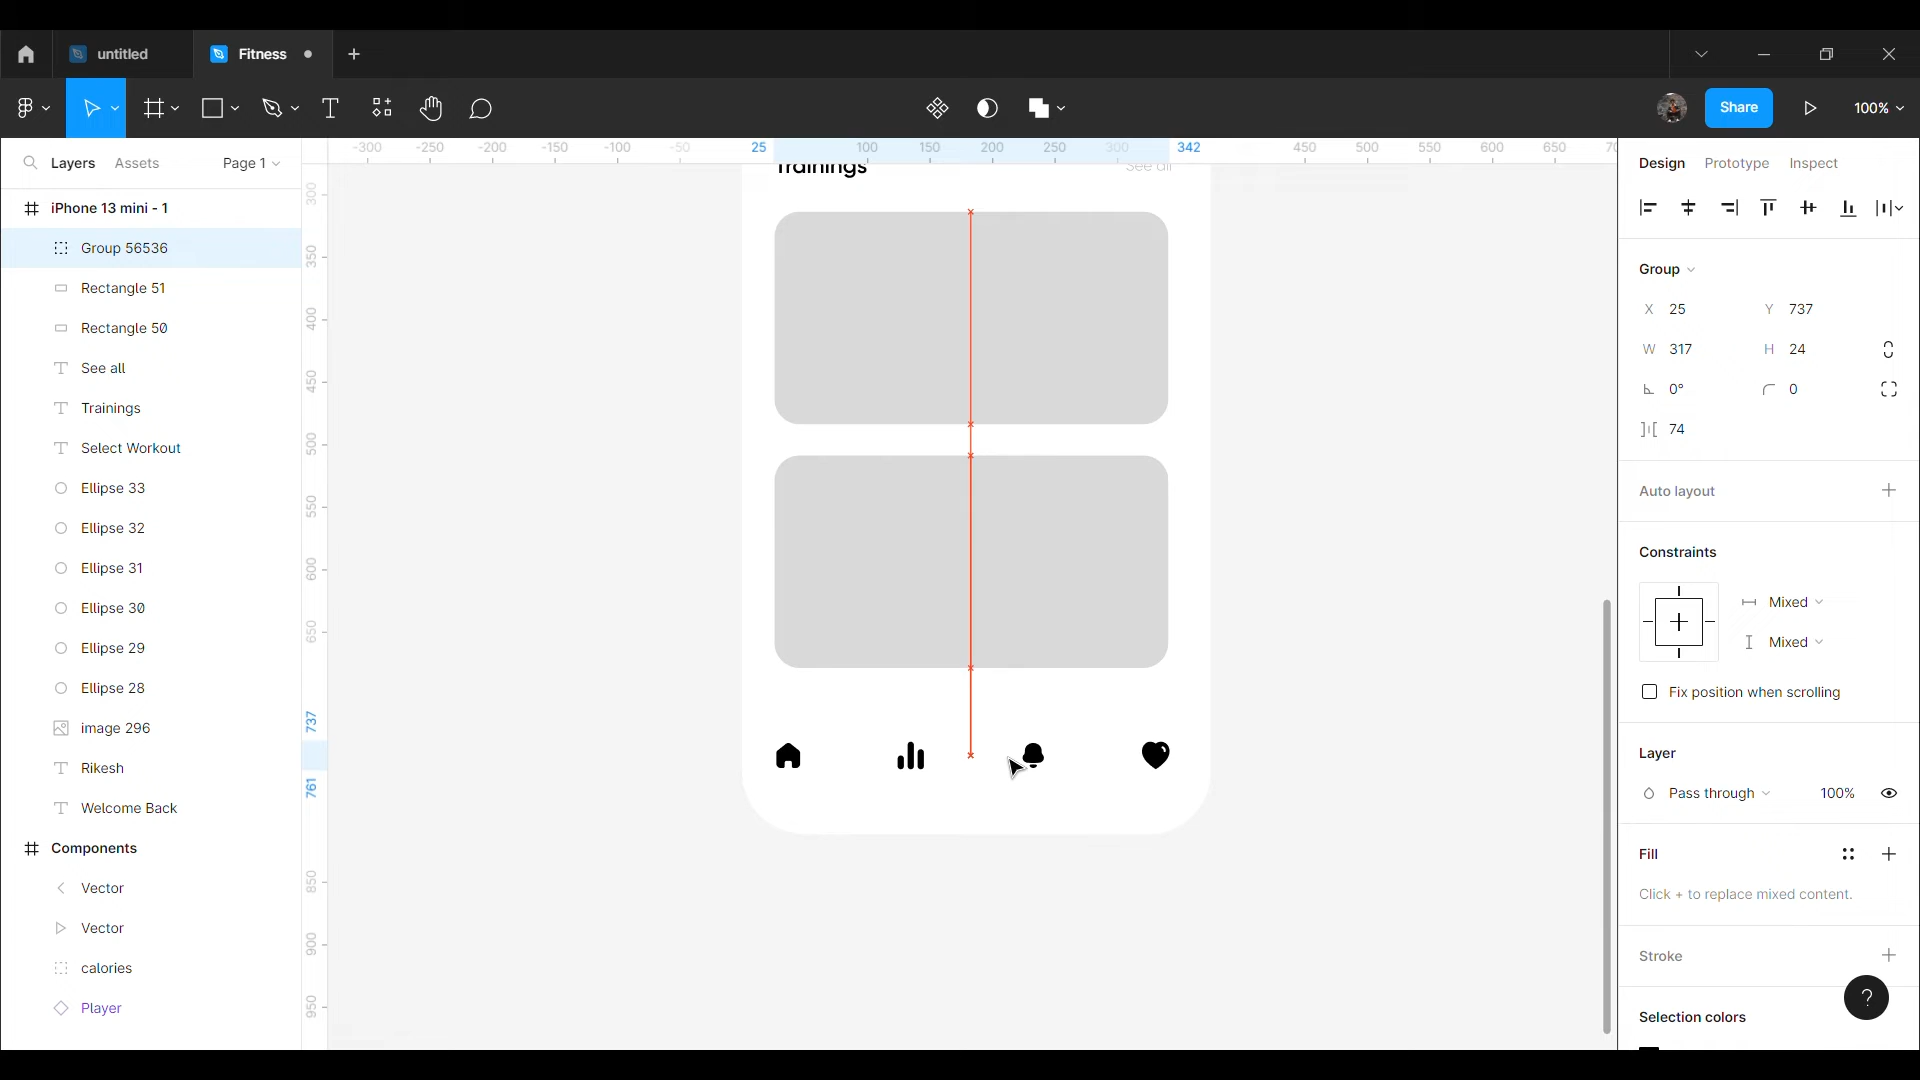 untitled
Fitness
Share
100%
Layers
Assets
Page 1
-300
-250
-200
-150
-100
-50
25
100
150
200
250
300
342
450
500
550
600
650
Design
Prototype
Inspect
iPhone 13 mini - 1
Group 56536
Rectangle 51
Rectangle 50
See all
Trainings
Select Workout
Ellipse 33
Ellipse 32
Ellipse 31
Ellipse 30
Ellipse 29
Ellipse 28
image 296
Rikesh
Welcome Back
Components
Vector
Vector
calories
Player
300
350
400
450
500
550
600
650
737
761
850
900
950
Trainings
See all
Group
X 25
Y 737
W 317
H 24
0°
0
74
Auto layout
Constraints
Mixed
Mixed
Fix position when scrolling
Layer
Pass through
100%
Fill
Click + to replace mixed content.
Stroke
?
Selection colors